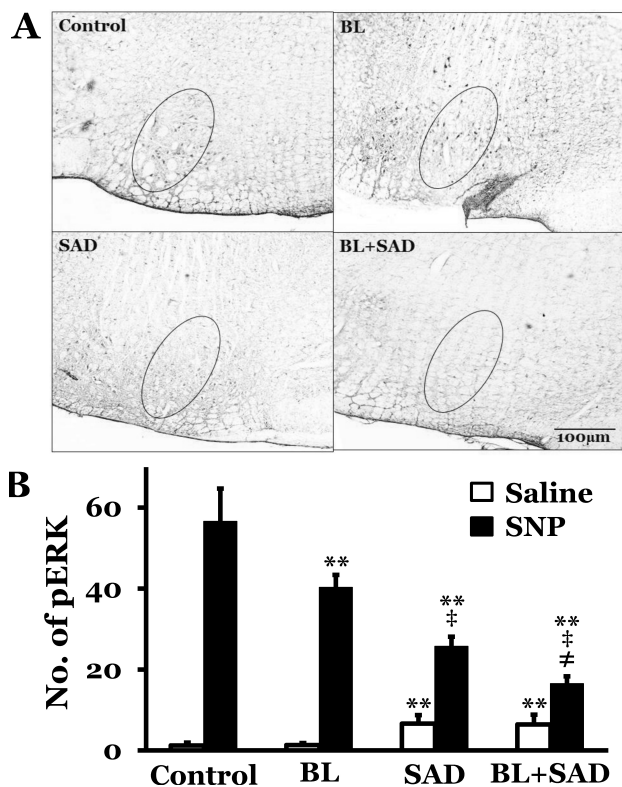 A
Control
BL
SAD
BL+SAD
100µm
B
No. of pERK
60
40
20
0
Saline
SNP
**
**
‡
**
‡
≠
**
**
Control
BL
SAD
BL+SAD